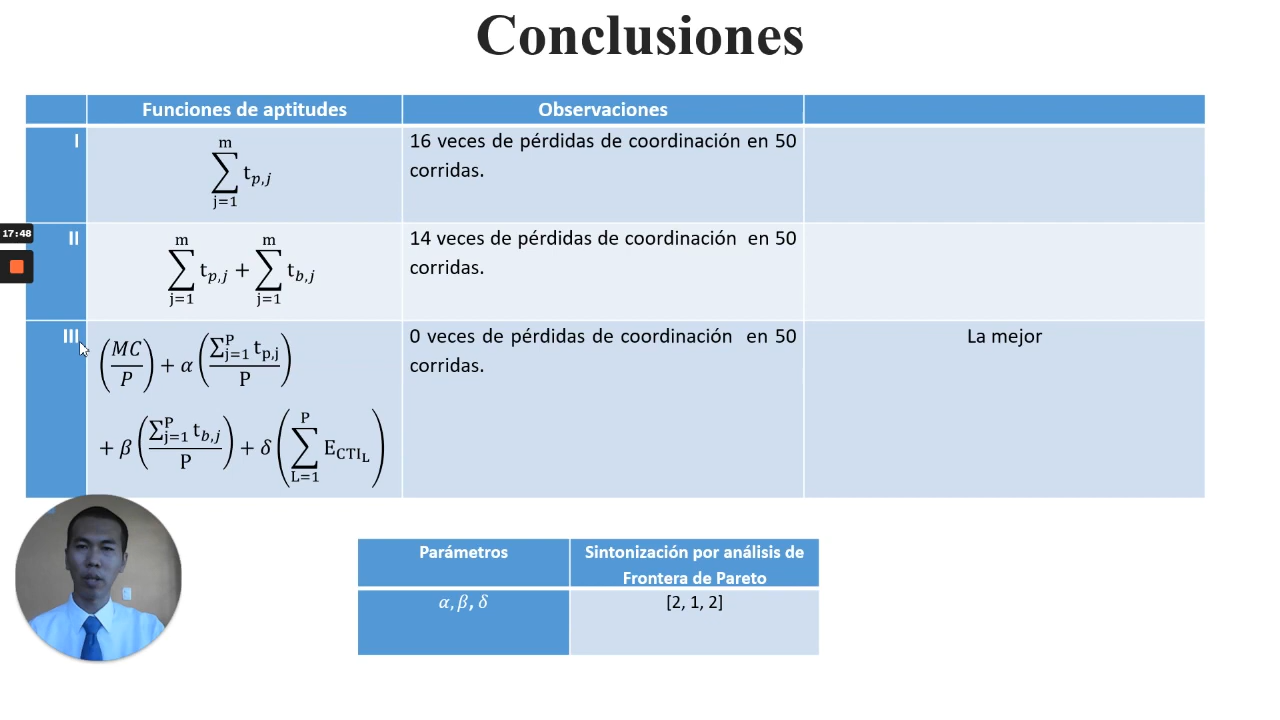 Conclusiones
Funciones de aptitudes
Observaciones
I
m
∑ t_{p,j}
j=1
16 veces de pérdidas de coordinación en 50
corridas.
II
m m
∑ t_{p,j} + ∑ t_{b,j}
j=1 j=1
14 veces de pérdidas de coordinación en 50
corridas.
17:48
III
(MC/P) + α (∑_{j=1}^{P} t_{p,j} / P)
+ β (∑_{j=1}^{P} t_{b,j} / P) + δ (∑_{L=1}^{P} E_{CTI_L})
0 veces de pérdidas de coordinación en 50
corridas.
La mejor
Parámetros
Sintonización por análisis de
Frontera de Pareto
α, β, δ
[2, 1, 2]